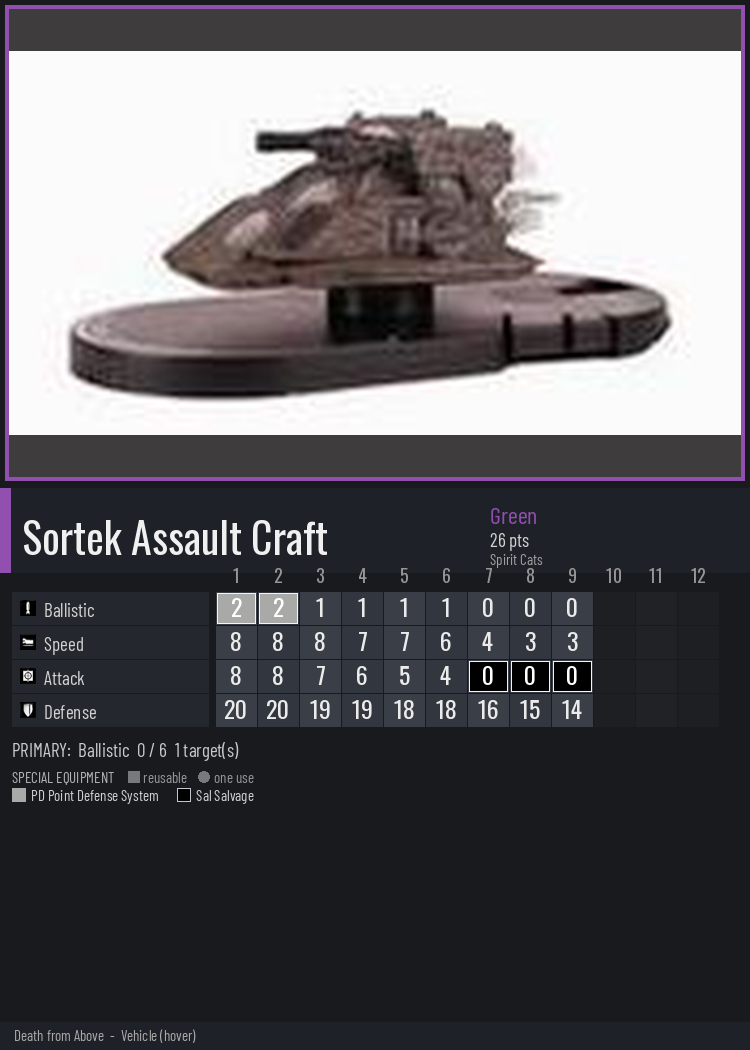 Sortek Assault Craft
Green
26 pts
Spirit Cats
1 2 3 4 5 6 7 8 9 10 11 12
Ballistic 2 2 1 1 1 1 0 0 0
Speed 8 8 8 7 7 6 4 3 3
Attack 8 8 7 6 5 4 0 0 0
Defense 20 20 19 19 18 18 16 15 14
PRIMARY: Ballistic 0 / 6 1 target(s)
SPECIAL EQUIPMENT reusable one use
PD Point Defense System Sal Salvage
Death from Above - Vehicle (hover)